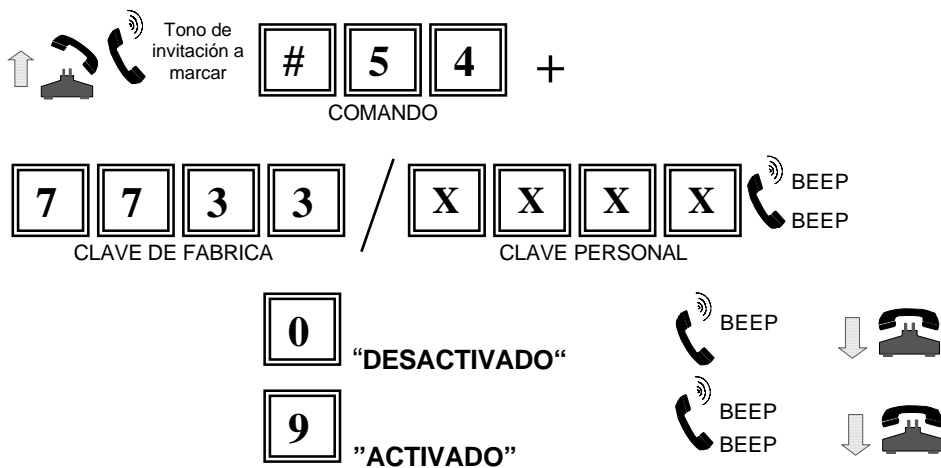 Tono de
invitación a
marcar
# 5 4 +
COMANDO
7 7 3 3 / X X X X BEEP
BEEP
CLAVE DE FABRICA CLAVE PERSONAL
0 “DESACTIVADO“ BEEP
9 ”ACTIVADO” BEEP
BEEP